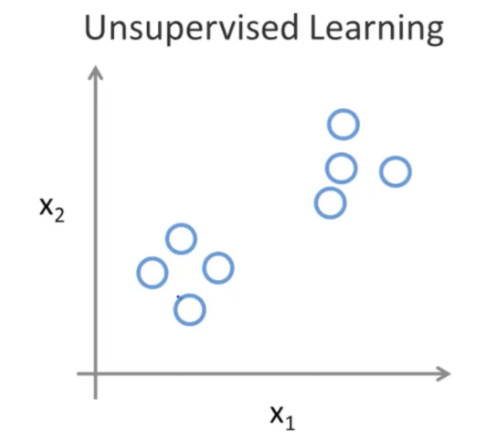 Unsupervised Learning
x₂
x₁